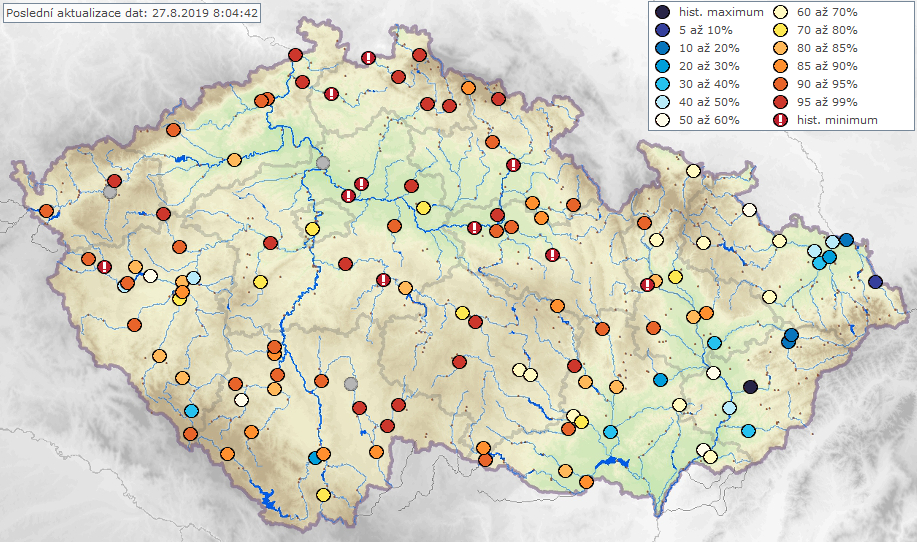 Poslední aktualizace dat: 27.8.2019 8:04:42
hist. maximum
5 až 10%
10 až 20%
20 až 30%
30 až 40%
40 až 50%
50 až 60%
60 až 70%
70 až 80%
80 až 85%
85 až 90%
90 až 95%
95 až 99%
hist. minimum